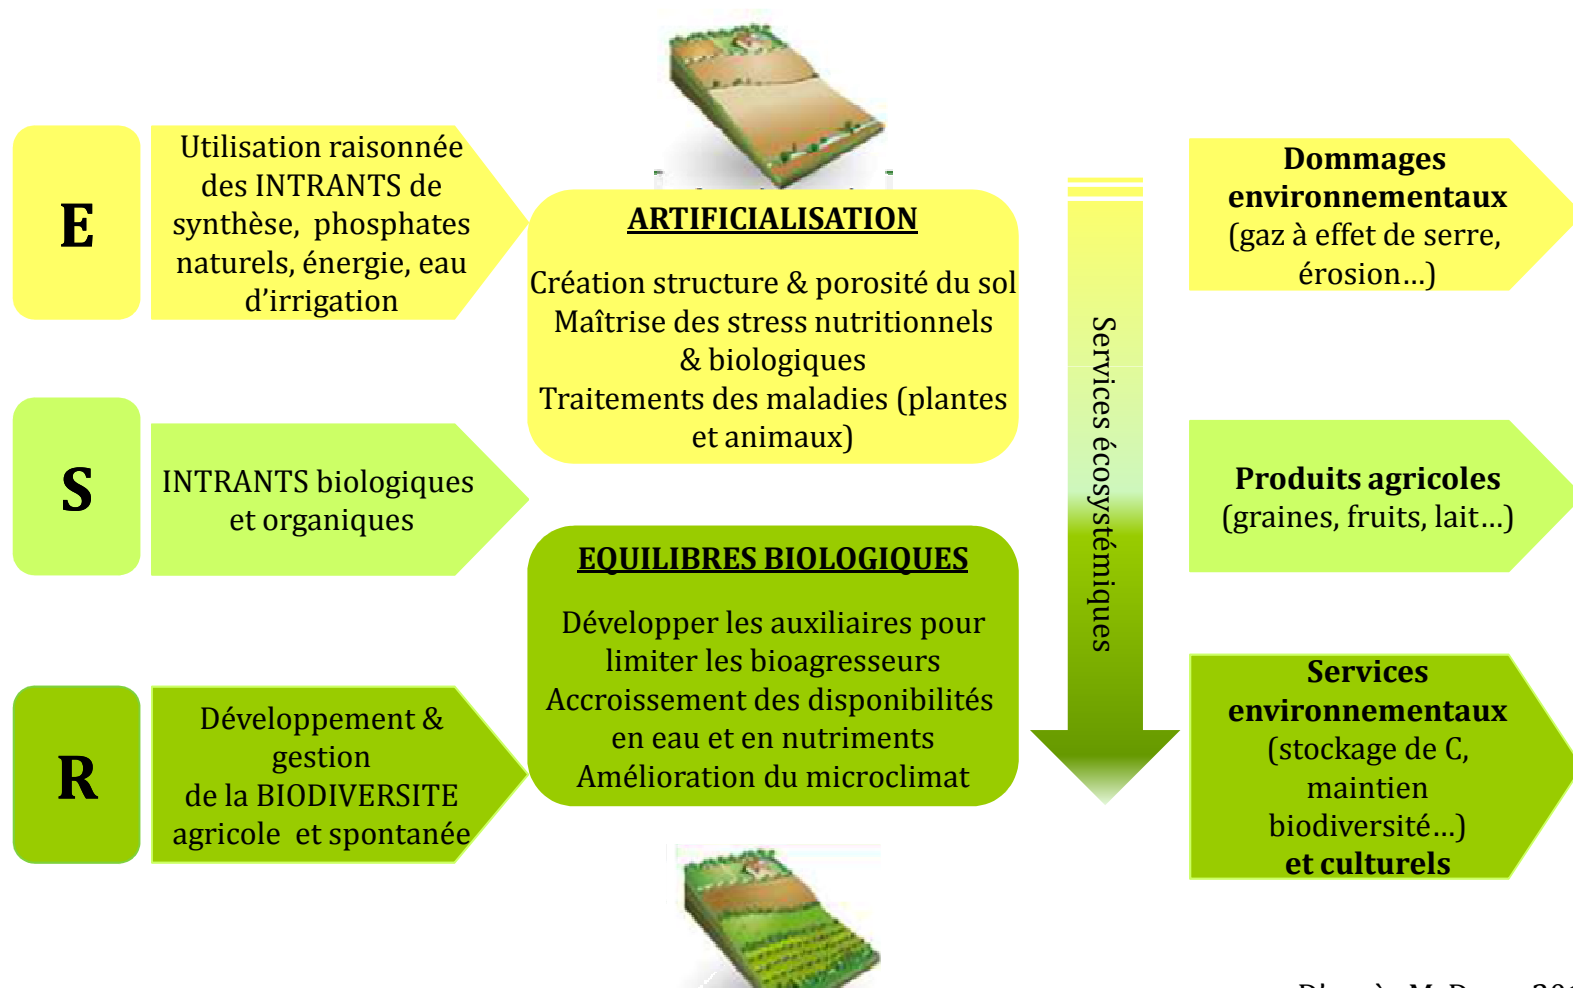 E
Utilisation raisonnée
des INTRANTS de
synthèse, phosphates
naturels, énergie, eau
d’irrigation
ARTIFICIALISATION
Création structure & porosité du sol
Maîtrise des stress nutritionnels
& biologiques
Traitements des maladies (plantes
et animaux)
Dommages
environnementaux
(gaz à effet de serre,
érosion…)
Services écosystémiques
S
INTRANTS biologiques
et organiques
Produits agricoles
(graines, fruits, lait…)
EQUILIBRES BIOLOGIQUES
Développer les auxiliaires pour
limiter les bioagresseurs
Accroissement des disponibilités
en eau et en nutriments
Amélioration du microclimat
R
Développement &
gestion
de la BIODIVERSITE
agricole et spontanée
Services
environnementaux
(stockage de C,
maintien
biodiversité…)
et culturels